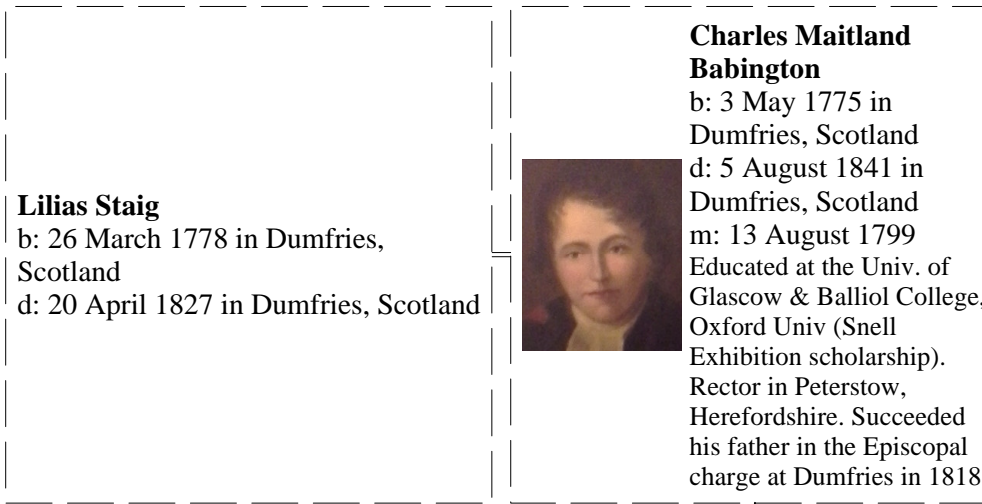 Lilias Staig
b: 26 March 1778 in Dumfries,
Scotland
d: 20 April 1827 in Dumfries, Scotland
Charles Maitland
Babington
b: 3 May 1775 in
Dumfries, Scotland
d: 5 August 1841 in
Dumfries, Scotland
m: 13 August 1799
Educated at the Univ. of
Glascow & Balliol College,
Oxford Univ (Snell
Exhibition scholarship).
Rector in Peterstow,
Herefordshire. Succeeded
his father in the Episcopal
charge at Dumfries in 1818